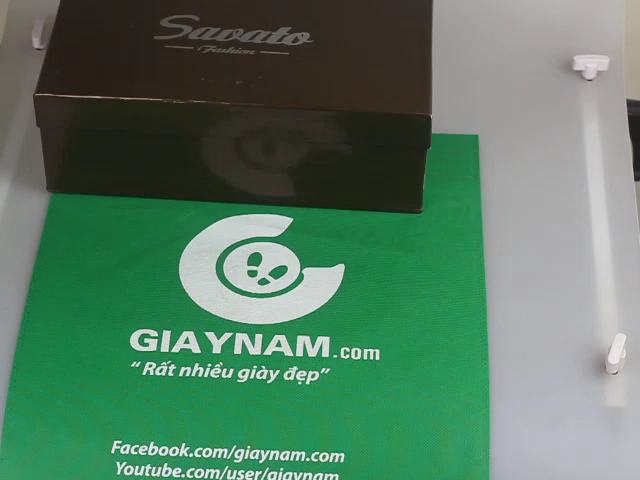 Savato
Fashion
GIAYNAM.com
“Rất nhiều giày đẹp”
Facebook.com/giaynam.com
Youtube.com/user/giaynam